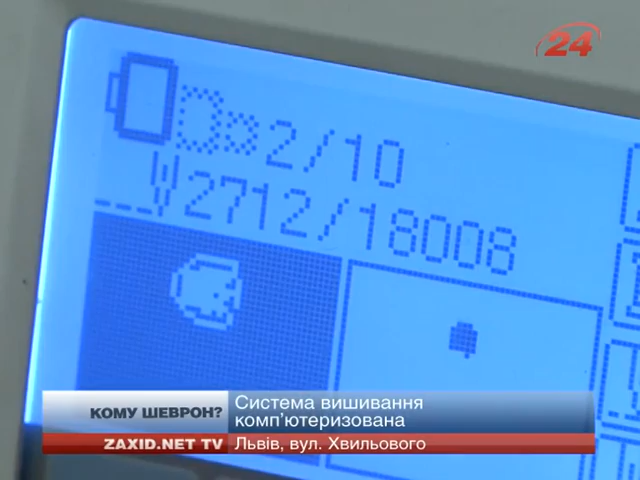 24
2/10
2712/18008
КОМУ ШЕВРОН?
Система вишивання
комп'ютеризована
ZAXID.NET TV
Львів, вул. Хвильового